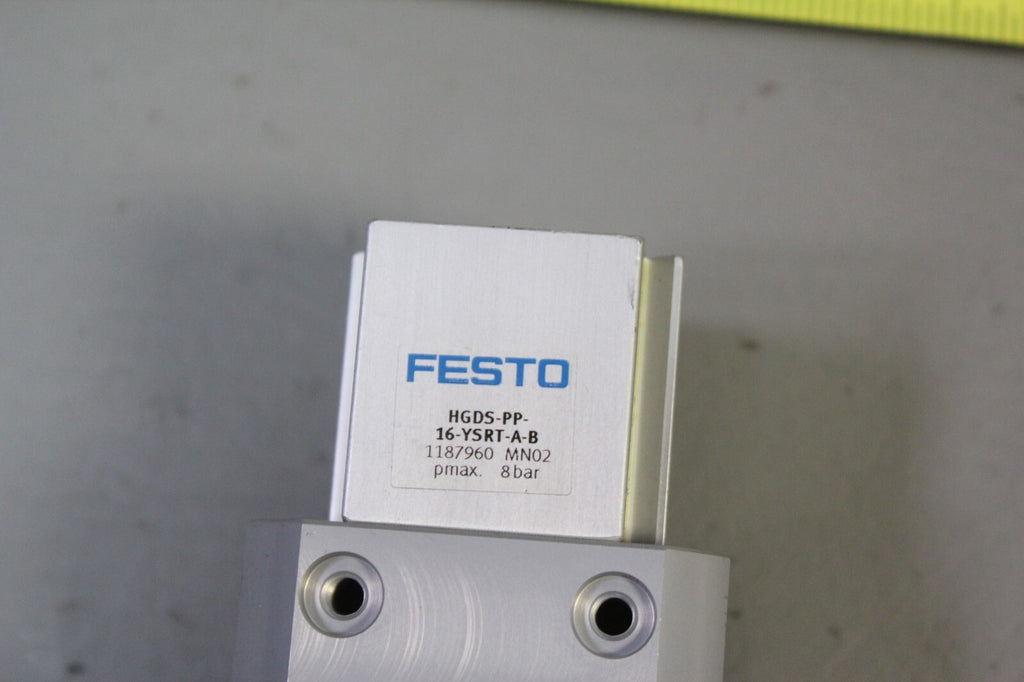 FESTO
HGDS-PP-
16-YSRT-A-B
1187960 MN02
pmax. 8bar